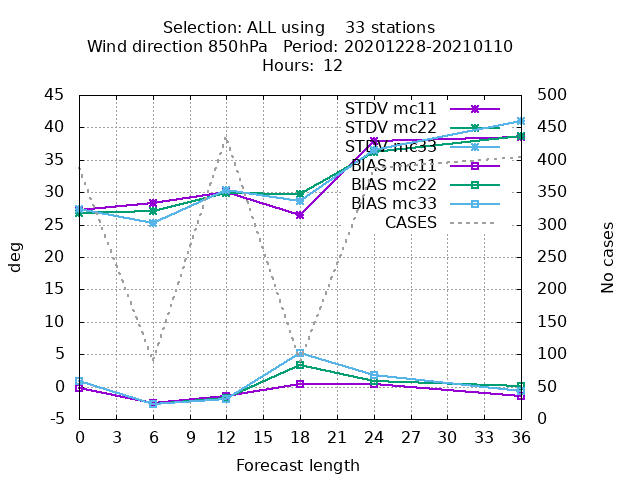 Selection: ALL using 33 stations
Wind direction 850hPa Period: 20201228-20210110
Hours: 12
45
40
35
30
25
20
15
10
5
0
-5
deg
STDV mc11
STDV mc22
STDV mc33
BIAS mc11
BIAS mc22
BIAS mc33
CASES
500
450
400
350
300
250
200
150
100
50
0
No cases
0 3 6 9 12 15 18 21 24 27 30 33 36
Forecast length